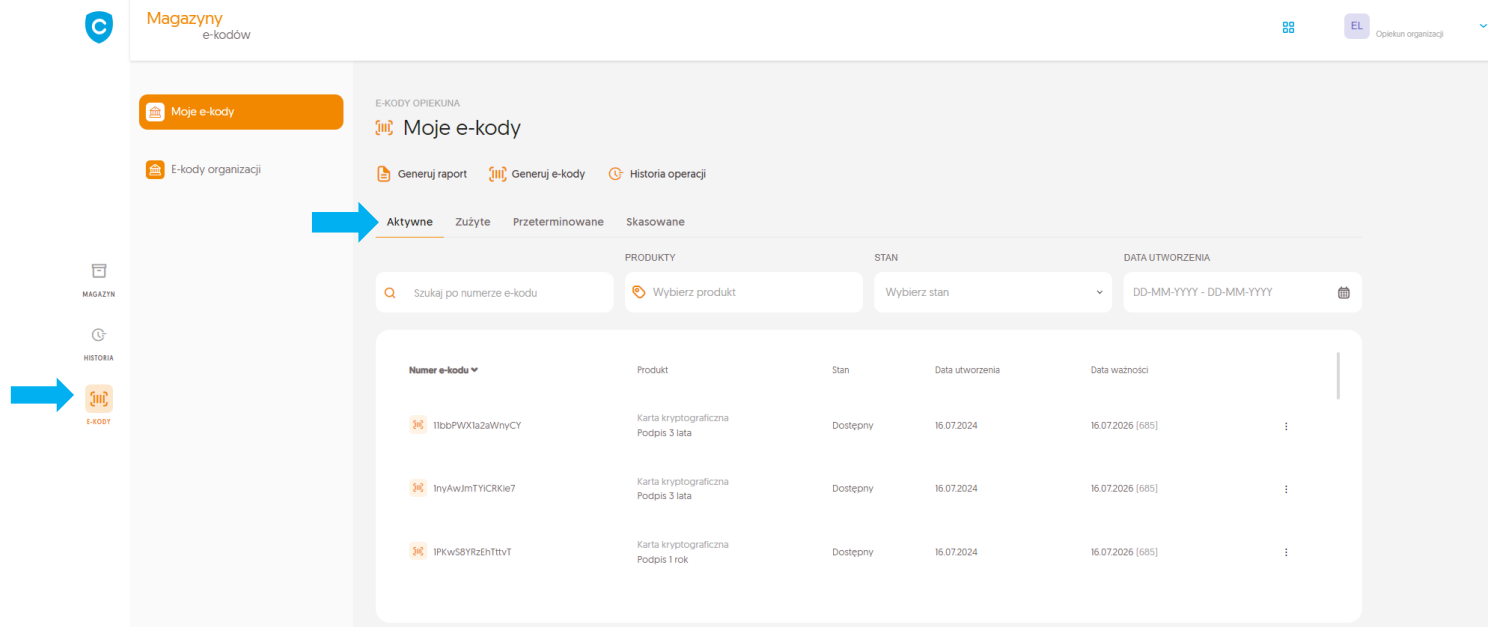 C
Magazyny
e-kodów
EL
Opiekun organizacji
Moje e-kody
E-kody organizacji
MAGAZYN
HISTORIA
E-KODY
E-KODY OPIEKUNA
Moje e-kody
Generuj raport Generuj e-kody Historia operacji
Aktywne Zużyte Przeterminowane Skasowane
PRODUKTY STAN DATA UTWORZENIA
Szukaj po numerze e-kodu Wybierz produkt Wybierz stan DD-MM-YYYY - DD-MM-YYYY
Numer e-kodu Produkt Stan Data utworzenia Data ważności
11bbPWX1a2aWnyCY Karta kryptograficzna
Podpis 3 lata Dostępny 16.07.2024 16.07.2026 [685]
1nyAwJmTYiCRKie7 Karta kryptograficzna
Podpis 3 lata Dostępny 16.07.2024 16.07.2026 [685]
1PKwS8YRzEhTttvT Karta kryptograficzna
Podpis 1 rok Dostępny 16.07.2024 16.07.2026 [685]